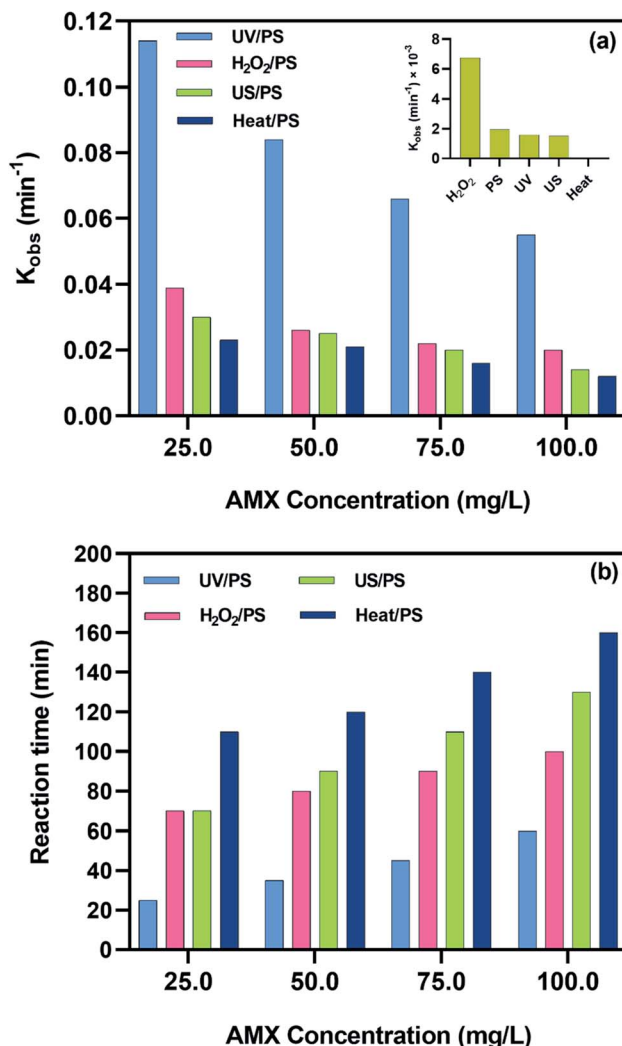 (a)
UV/PS
H₂O₂/PS
US/PS
Heat/PS
K_obs (min⁻¹)
0.12
0.10
0.08
0.06
0.04
0.02
0.00
25.0 50.0 75.0 100.0
AMX Concentration (mg/L)
K_obs (min⁻¹) × 10⁻³
8
6
4
2
0
H₂O₂ PS UV US Heat
(b)
UV/PS US/PS
H₂O₂/PS Heat/PS
Reaction time (min)
200
180
160
140
120
100
80
60
40
20
0
25.0 50.0 75.0 100.0
AMX Concentration (mg/L)